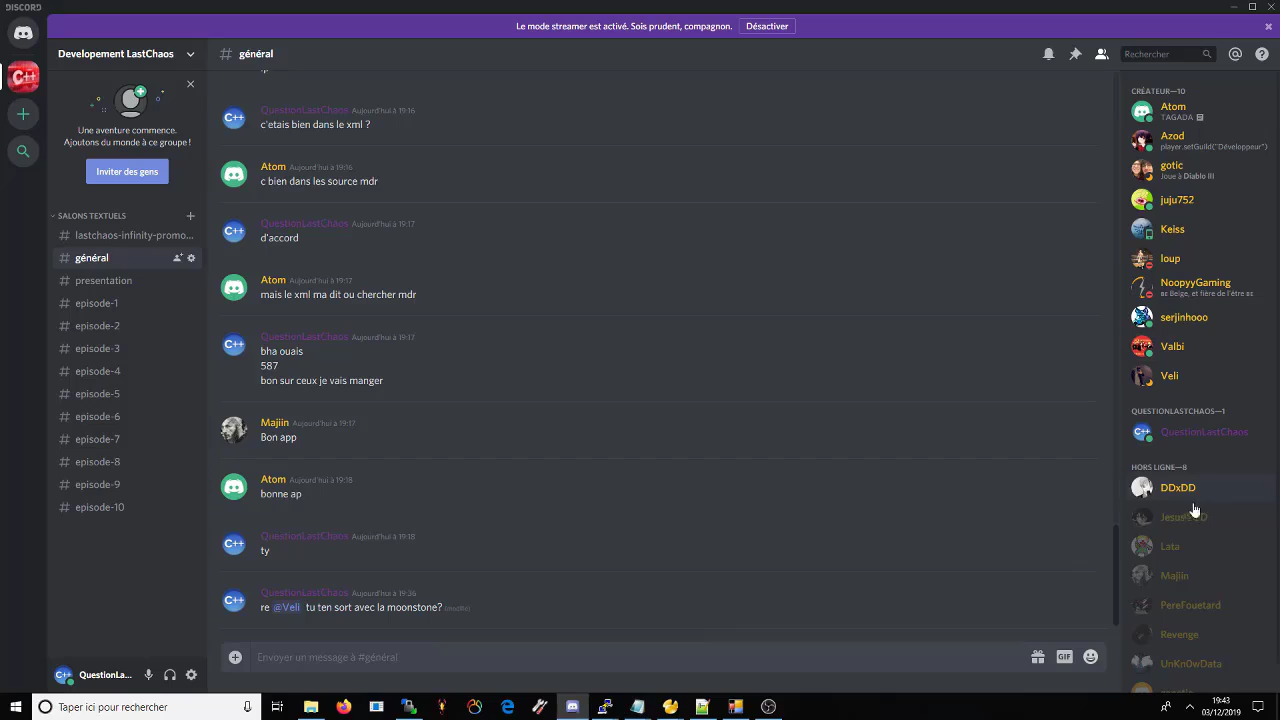 DISCORD
Le mode streamer est activé. Sois prudent, compagnon. Désactiver
Developement LastChaos
# général
Rechercher
Une aventure commence.
Ajoutons du monde à ce groupe !
Inviter des gens
SALONS TEXTUELS
# lastchaos-infinity-promo...
# général
# presentation
# episode-1
# episode-2
# episode-3
# episode-4
# episode-5
# episode-6
# episode-7
# episode-8
# episode-9
# episode-10
QuestionLa...
QuestionLastChaos Aujourd'hui à 19:16
c'etais bien dans le xml ?
Atom Aujourd'hui à 19:16
c bien dans les source mdr
QuestionLastChaos Aujourd'hui à 19:17
d'accord
Atom Aujourd'hui à 19:17
mais le xml ma dit ou chercher mdr
QuestionLastChaos Aujourd'hui à 19:17
bha ouais
587
bon sur ceux je vais manger
Majiin Aujourd'hui à 19:17
Bon app
Atom Aujourd'hui à 19:18
bonne ap
QuestionLastChaos Aujourd'hui à 19:18
ty
QuestionLastChaos Aujourd'hui à 19:36
re @Veli tu ten sort avec la moonstone? (modifié)
Envoyer un message à #général
GIF
CRÉATEUR—10
Atom
TAGADA
Azod
player.setGuild("Développeur")
gotic
Joue à Diablo III
juju752
Keiss
loup
NoopyyGaming
Belge, et fière de l'être
serjinhooo
Valbi
Veli
QUESTIONLASTCHAOS—1
QuestionLastChaos
HORS LIGNE—8
DDxDD
Lata
Majiin
PereFouetard
Revenge
UnKn0wData
C++
C++
C++
C++
C++
C++
C++
C++
Taper ici pour rechercher
19:43
03/12/2019